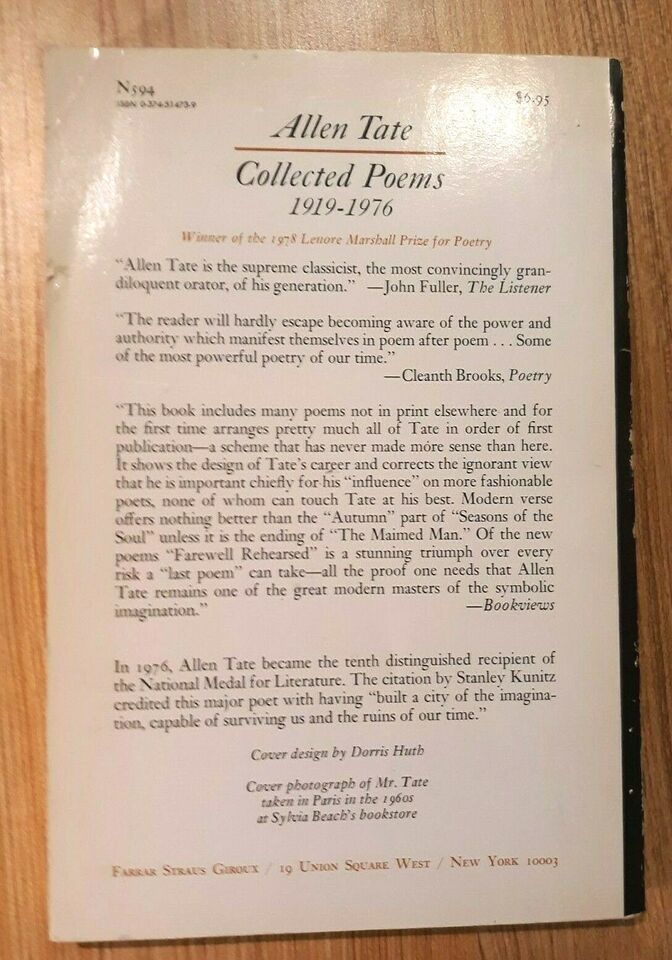 N594
ISBN 0-374-51473-9
$6.95
Allen Tate
Collected Poems
1919-1976
Winner of the 1978 Lenore Marshall Prize for Poetry
“Allen Tate is the supreme classicist, the most convincingly gran-
diloquent orator, of his generation.” —John Fuller, The Listener
“The reader will hardly escape becoming aware of the power and
authority which manifest themselves in poem after poem . . . Some
of the most powerful poetry of our time.”
—Cleanth Brooks, Poetry
“This book includes many poems not in print elsewhere and for
the first time arranges pretty much all of Tate in order of first
publication—a scheme that has never made more sense than here.
It shows the design of Tate’s career and corrects the ignorant view
that he is important chiefly for his “influence” on more fashionable
poets, none of whom can touch Tate at his best. Modern verse
offers nothing better than the “Autumn” part of “Seasons of the
Soul” unless it is the ending of “The Maimed Man.” Of the new
poems “Farewell Rehearsed” is a stunning triumph over every
risk a “last poem” can take—all the proof one needs that Allen
Tate remains one of the great modern masters of the symbolic
imagination.”
—Bookviews
In 1976, Allen Tate became the tenth distinguished recipient of
the National Medal for Literature. The citation by Stanley Kunitz
credited this major poet with having “built a city of the imagina-
tion, capable of surviving us and the ruins of our time.”
Cover design by Dorris Huth
Cover photograph of Mr. Tate
taken in Paris in the 1960s
at Sylvia Beach’s bookstore
Farrar Straus Giroux / 19 Union Square West / New York 10003